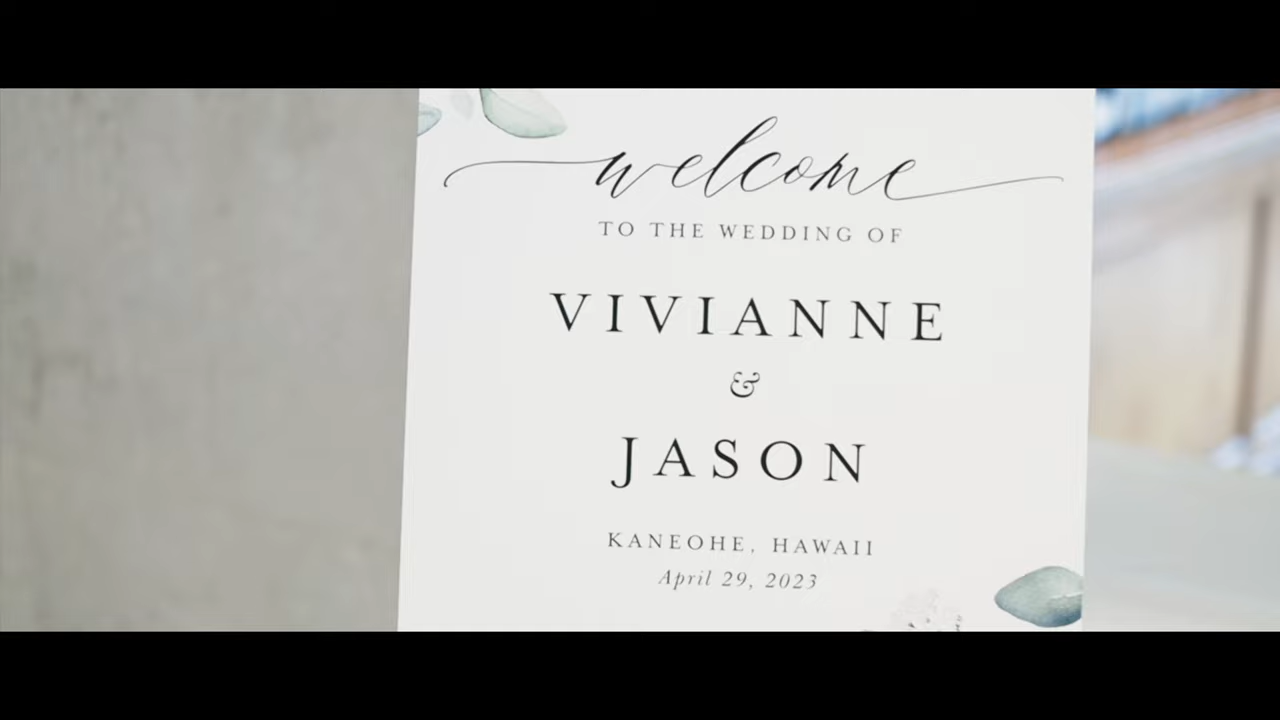 welcome
TO THE WEDDING OF
VIVIANNE
&
JASON
KANEOHE, HAWAII
April 29, 2023